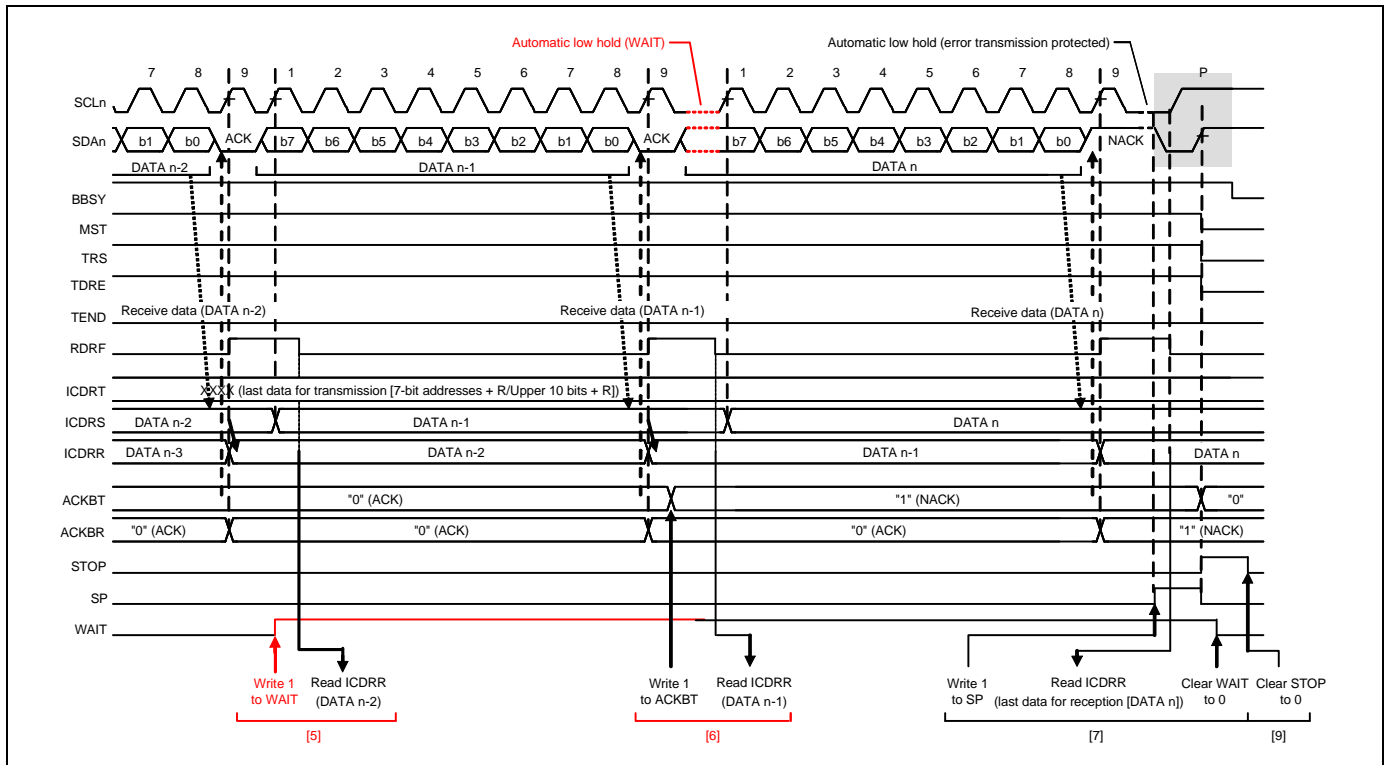 Automatic low hold (WAIT) Automatic low hold (error transmission protected)
7 8 9 1 2 3 4 5 6 7 8 9 1 2 3 4 5 6 7 8 9 P
SCLn
SDAn b1 b0 ACK b7 b6 b5 b4 b3 b2 b1 b0 ACK b7 b6 b5 b4 b3 b2 b1 b0 NACK
DATA n-2 DATA n-1 DATA n
BBSY
MST
TRS
TDRE
Receive data (DATA n-2) Receive data (DATA n-1) Receive data (DATA n)
TEND
RDRF
ICDRT XXXX (last data for transmission [7-bit addresses + R/Upper 10 bits + R])
ICDRS DATA n-2 DATA n-1 DATA n
ICDRR DATA n-3 DATA n-2 DATA n-1 DATA n
ACKBT "0" (ACK) "1" (NACK) "0"
ACKBR "0" (ACK) "0" (ACK) "0" (ACK) "1" (NACK)
STOP
SP
WAIT
Write 1 Read ICDRR Write 1 Read ICDRR Write 1 Read ICDRR Clear WAIT Clear STOP
to WAIT (DATA n-2) to ACKBT (DATA n-1) to SP (last data for reception [DATA n]) to 0 to 0
[5] [6] [7] [9]